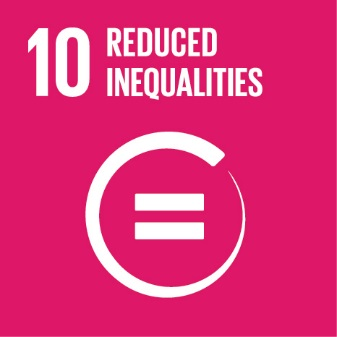 10 REDUCED
INEQUALITIES
=